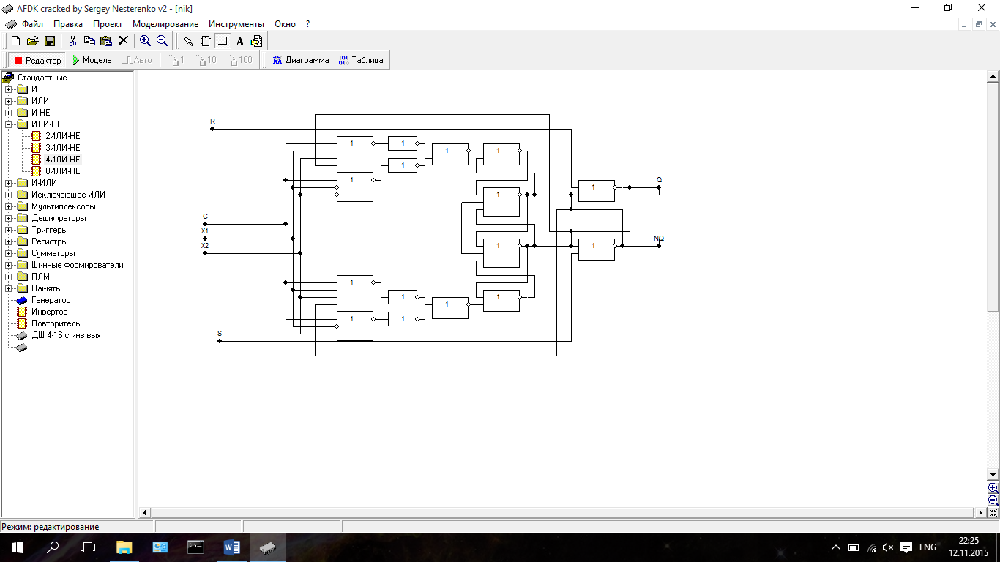 AFDK cracked by Sergey Nesterenko v2 - [nik]
Файл Правка Проект Моделирование Инструменты Окно ?
A
Редактор Модель Авто 1 10 100 Диаграмма Таблица
Стандартные
И
ИЛИ
И-НЕ
ИЛИ-НЕ
2ИЛИ-НЕ
3ИЛИ-НЕ
4ИЛИ-НЕ
8ИЛИ-НЕ
И-ИЛИ
Исключающее ИЛИ
Мультиплексоры
Дешифраторы
Триггеры
Регистры
Сумматоры
Шинные формирователи
ПЛМ
Память
Генератор
Инвертор
Повторитель
ДШ 4-16 с инв вых
R
1 1 1 1
1
1 1 Q
1
C
X1
X2
1 1 NQ
1 1 1 1
1 1
S
Режим: редактирование
ENG
22:25
12.11.2015